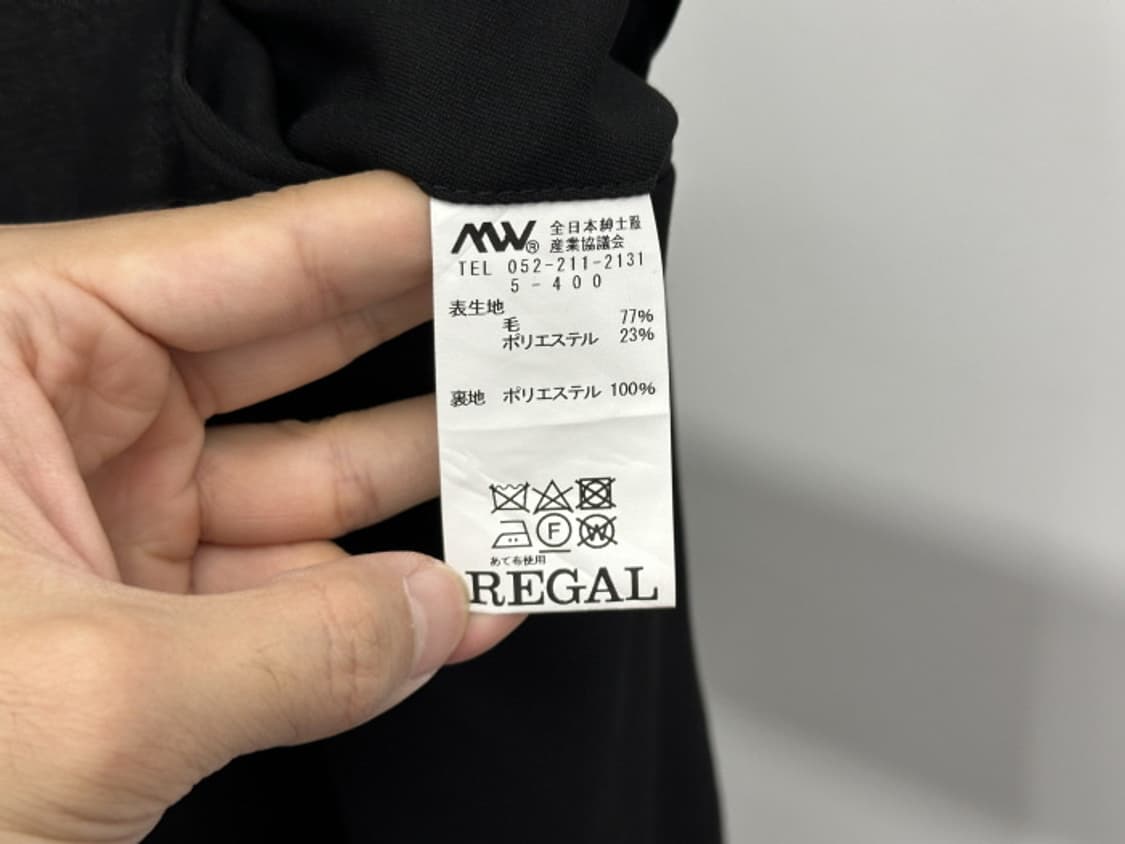 MW® 全日本紳士服
産業協議会
TEL 052-211-2131
5-400
表生地
毛 77%
ポリエステル 23%
裏地 ポリエステル 100%
F W
あて布使用
REGAL